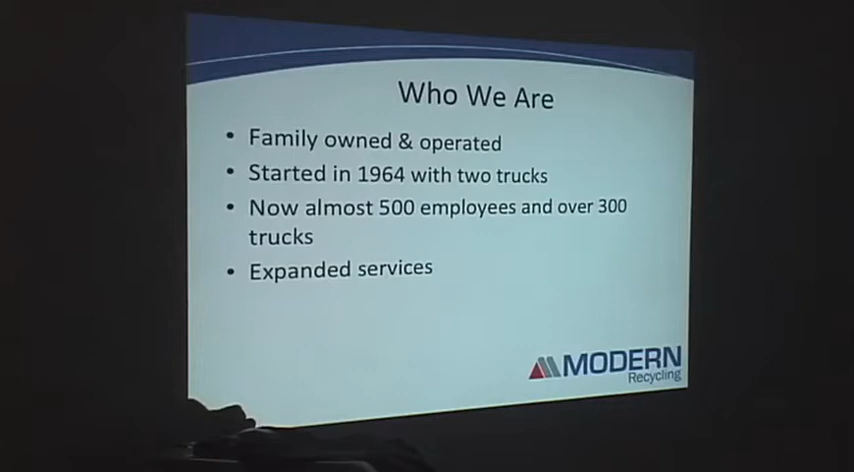 Who We Are
• Family owned & operated
• Started in 1964 with two trucks
• Now almost 500 employees and over 300
trucks
• Expanded services
MODERN
Recycling